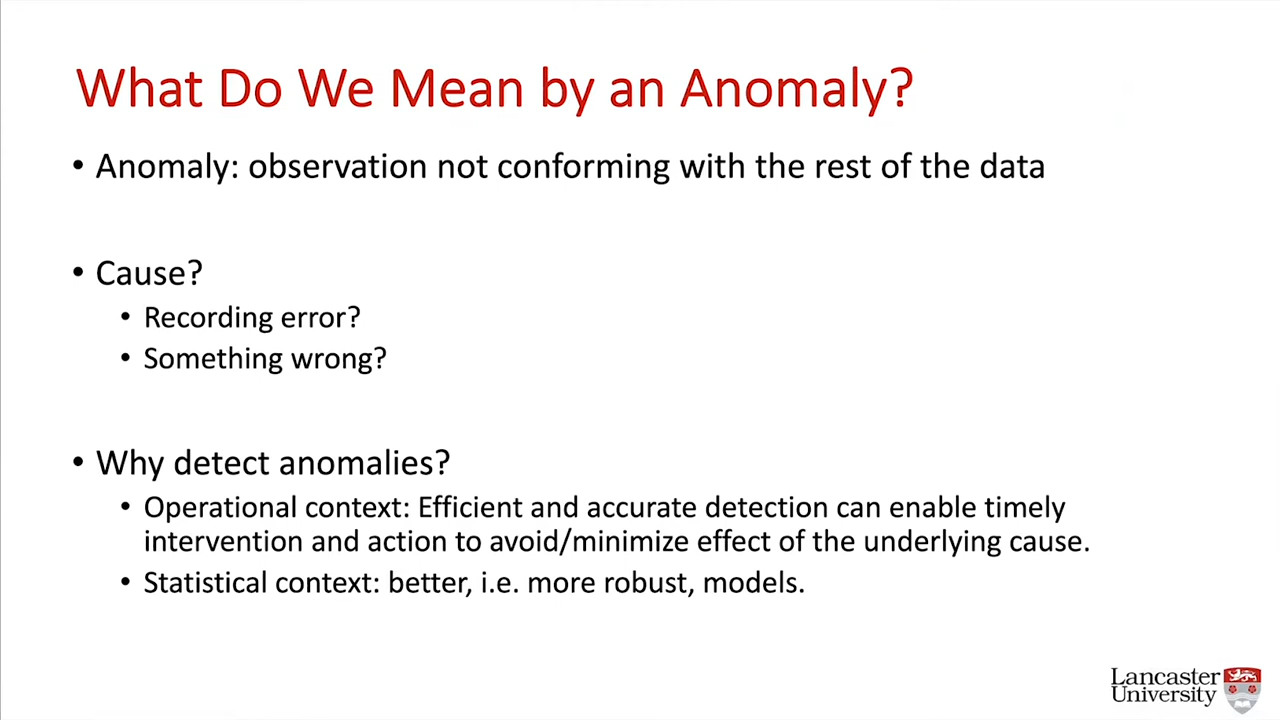 What Do We Mean by an Anomaly?
• Anomaly: observation not conforming with the rest of the data
• Cause?
• Recording error?
• Something wrong?
• Why detect anomalies?
• Operational context: Efficient and accurate detection can enable timely
intervention and action to avoid/minimize effect of the underlying cause.
• Statistical context: better, i.e. more robust, models.
Lancaster
University